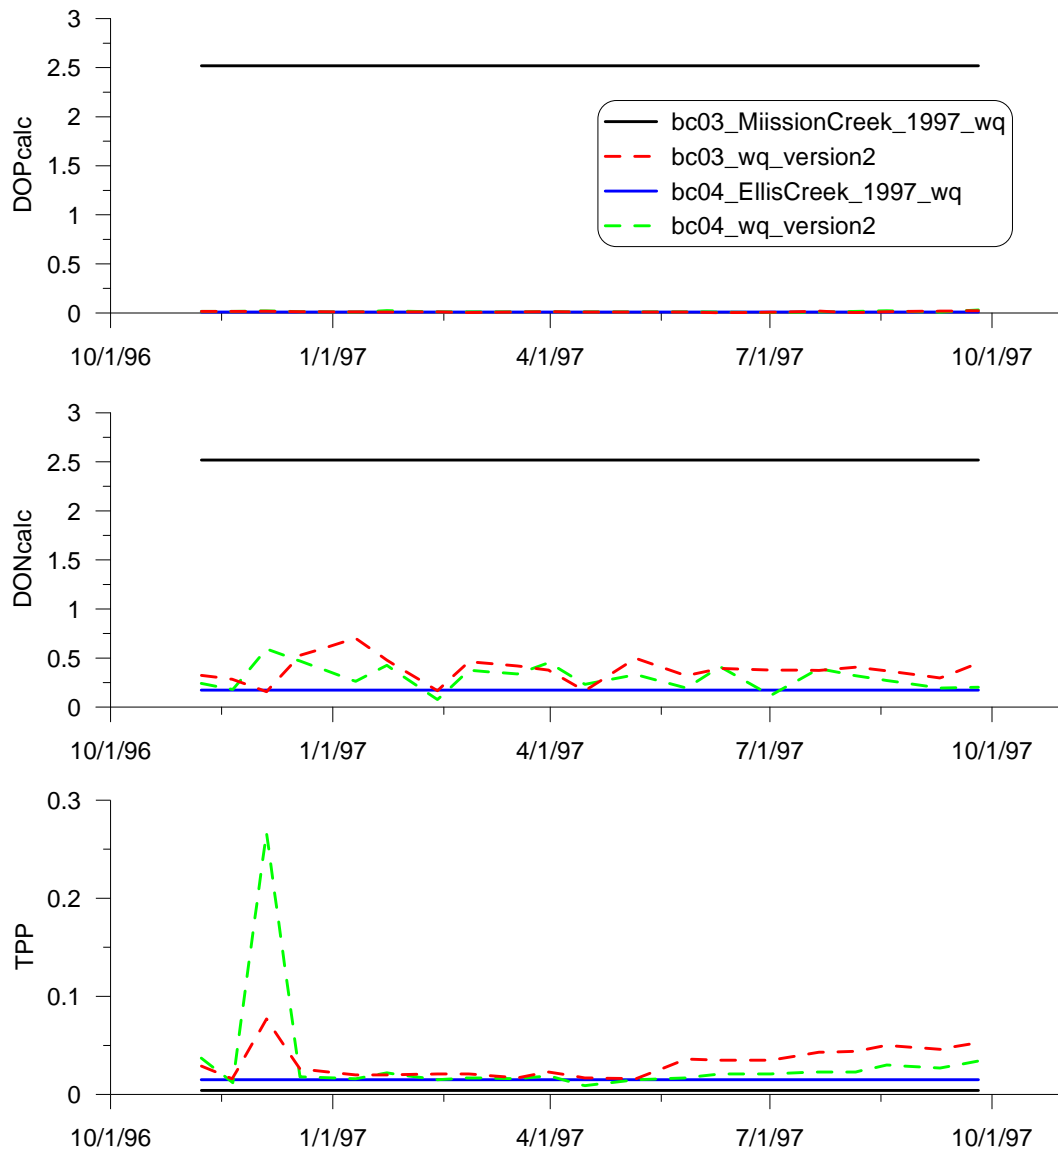 3
2.5
2
1.5
1
0.5
0
DOPcalc
bc03_MiissionCreek_1997_wq
bc03_wq_version2
bc04_EllisCreek_1997_wq
bc04_wq_version2
10/1/96 1/1/97 4/1/97 7/1/97 10/1/97
3
2.5
2
1.5
1
0.5
0
DONcalc
10/1/96 1/1/97 4/1/97 7/1/97 10/1/97
0.3
0.2
0.1
0
TPP
10/1/96 1/1/97 4/1/97 7/1/97 10/1/97